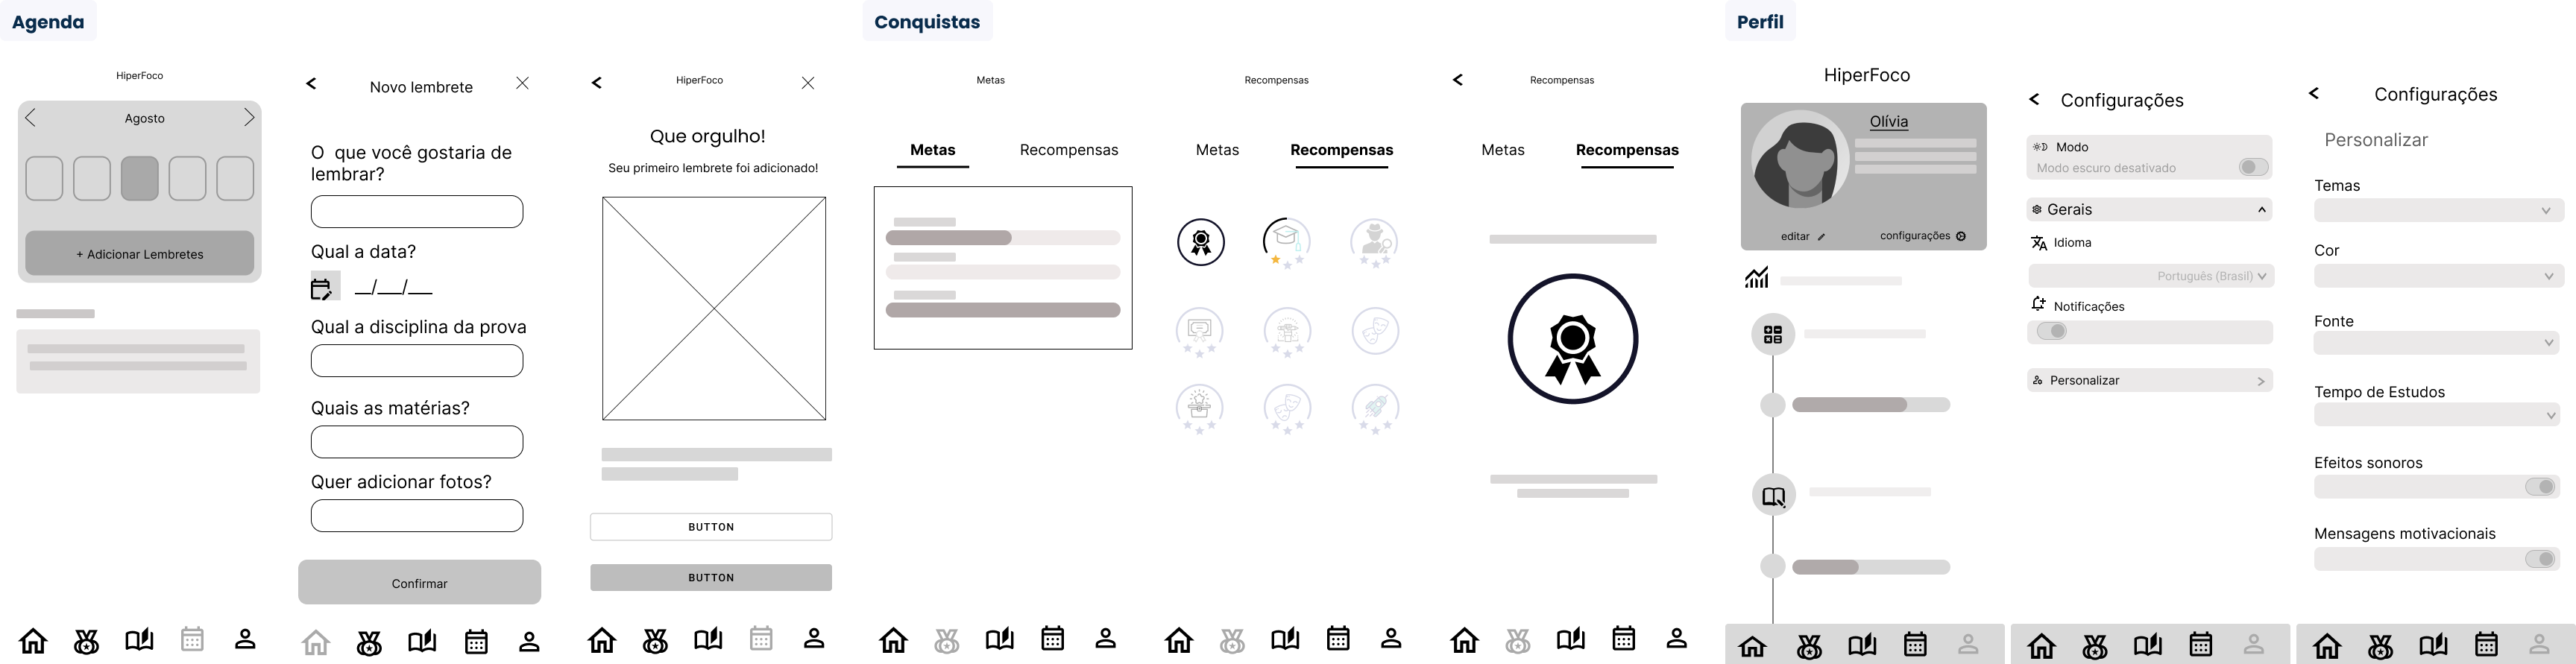 Agenda
HiperFoco
Agosto
+ Adicionar Lembretes
Novo lembrete
O que você gostaria de
lembrar?
Qual a data?
__/__/__
Qual a disciplina da prova
Quais as matérias?
Quer adicionar fotos?
Confirmar
HiperFoco
Que orgulho!
Seu primeiro lembrete foi adicionado!
BUTTON
BUTTON
Conquistas
Metas
Metas
Recompensas
Recompensas
Metas
Recompensas
Recompensas
Metas
Recompensas
Perfil
HiperFoco
Olívia
editar
configurações
Configurações
Modo
Modo escuro desativado
Gerais
Idioma
Português (Brasil)
Notificações
Personalizar
Configurações
Personalizar
Temas
Cor
Fonte
Tempo de Estudos
Efeitos sonoros
Mensagens motivacionais